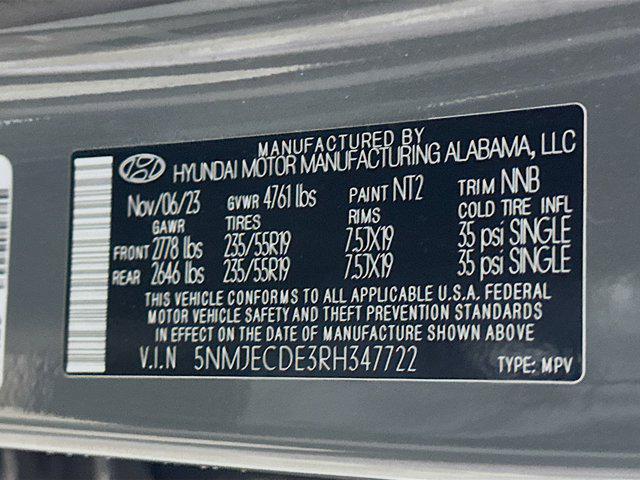 MANUFACTURED BY
HYUNDAI MOTOR MANUFACTURING ALABAMA, LLC
Nov/06/23 GVWR 4761 lbs PAINT NT2 TRIM NNB
GAWR TIRES RIMS COLD TIRE INFL
FRONT 2778 lbs 235/55R19 7.5JX19 35 psi SINGLE
REAR 2646 lbs 235/55R19 7.5JX19 35 psi SINGLE
THIS VEHICLE CONFORMS TO ALL APPLICABLE U.S.A. FEDERAL
MOTOR VEHICLE SAFETY AND THEFT PREVENTION STANDARDS
IN EFFECT ON THE DATE OF MANUFACTURE SHOWN ABOVE
V.I.N 5NMJECDE3RH347722 TYPE: MPV